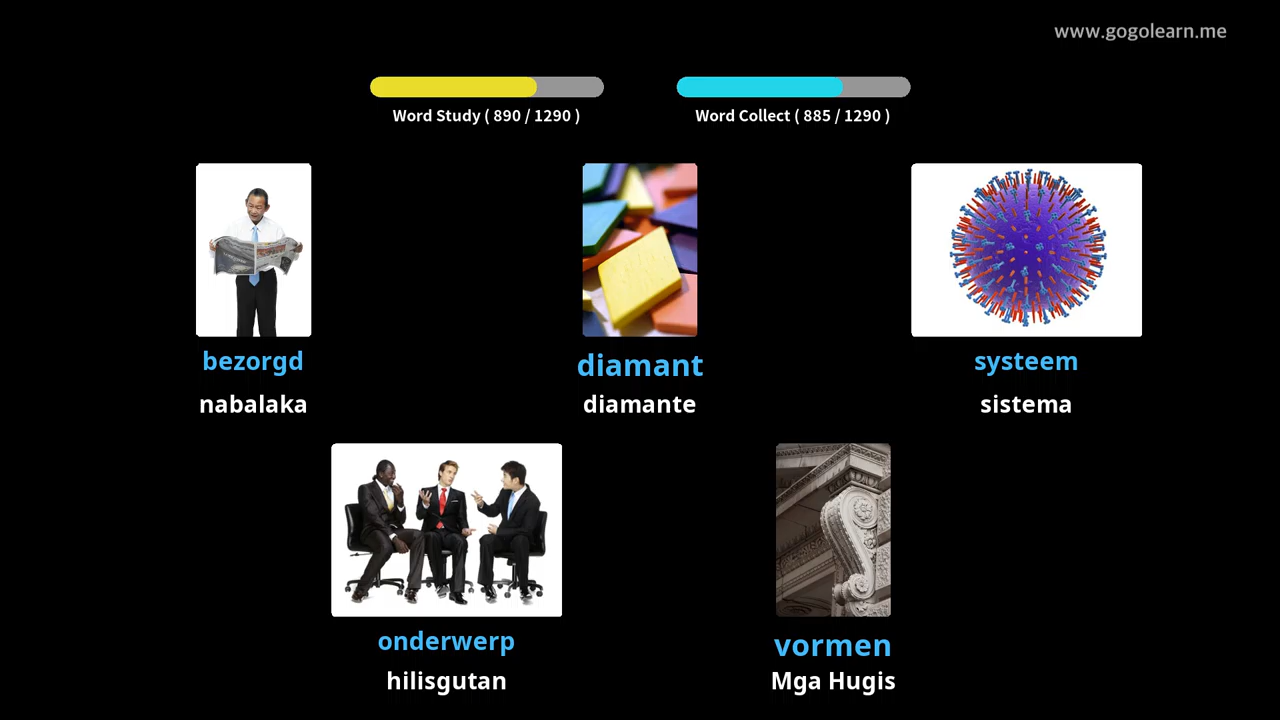 www.gogolearn.me
Word Study ( 890 / 1290 )
Word Collect ( 885 / 1290 )
bezorgd
nabalaka
diamant
diamante
systeem
sistema
onderwerp
hilisgutan
vormen
Mga Hugis